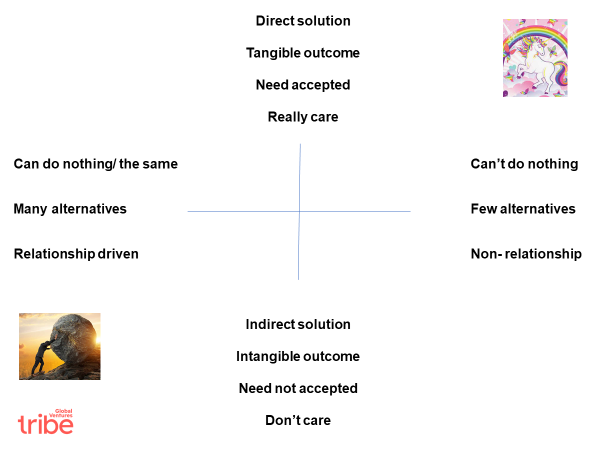 Direct solution
Tangible outcome
Need accepted
Really care
Can do nothing/ the same
Can’t do nothing
Many alternatives
Few alternatives
Relationship driven
Non- relationship
Indirect solution
Intangible outcome
Need not accepted
Don’t care
Global
Ventures
tribe